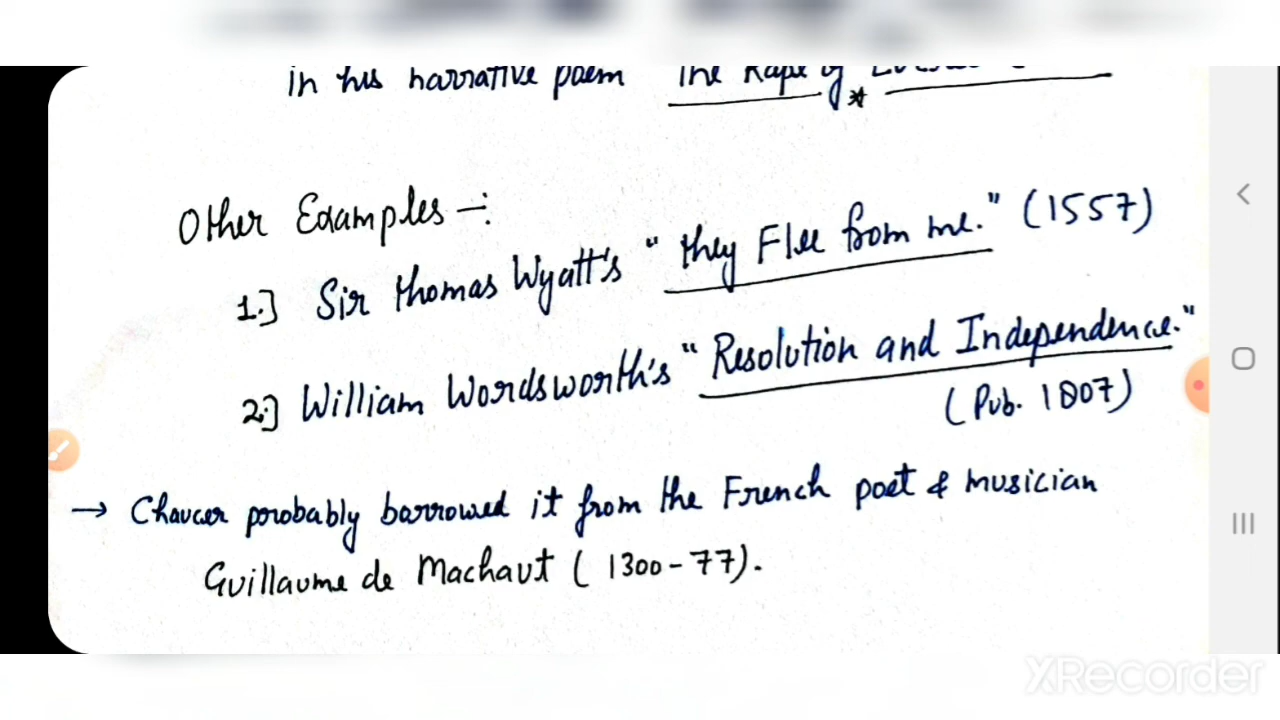 in his narrative poem The Rape of
Other Examples -:
1.] Sir Thomas Wyatt's "they Flee from me." (1557)
2.] William Wordsworth's "Resolution and Independence."
(Pub. 1807)
→ Chaucer probably borrowed it from the French poet & musician
Guillaume de Machaut (1300-77).
XRecorder